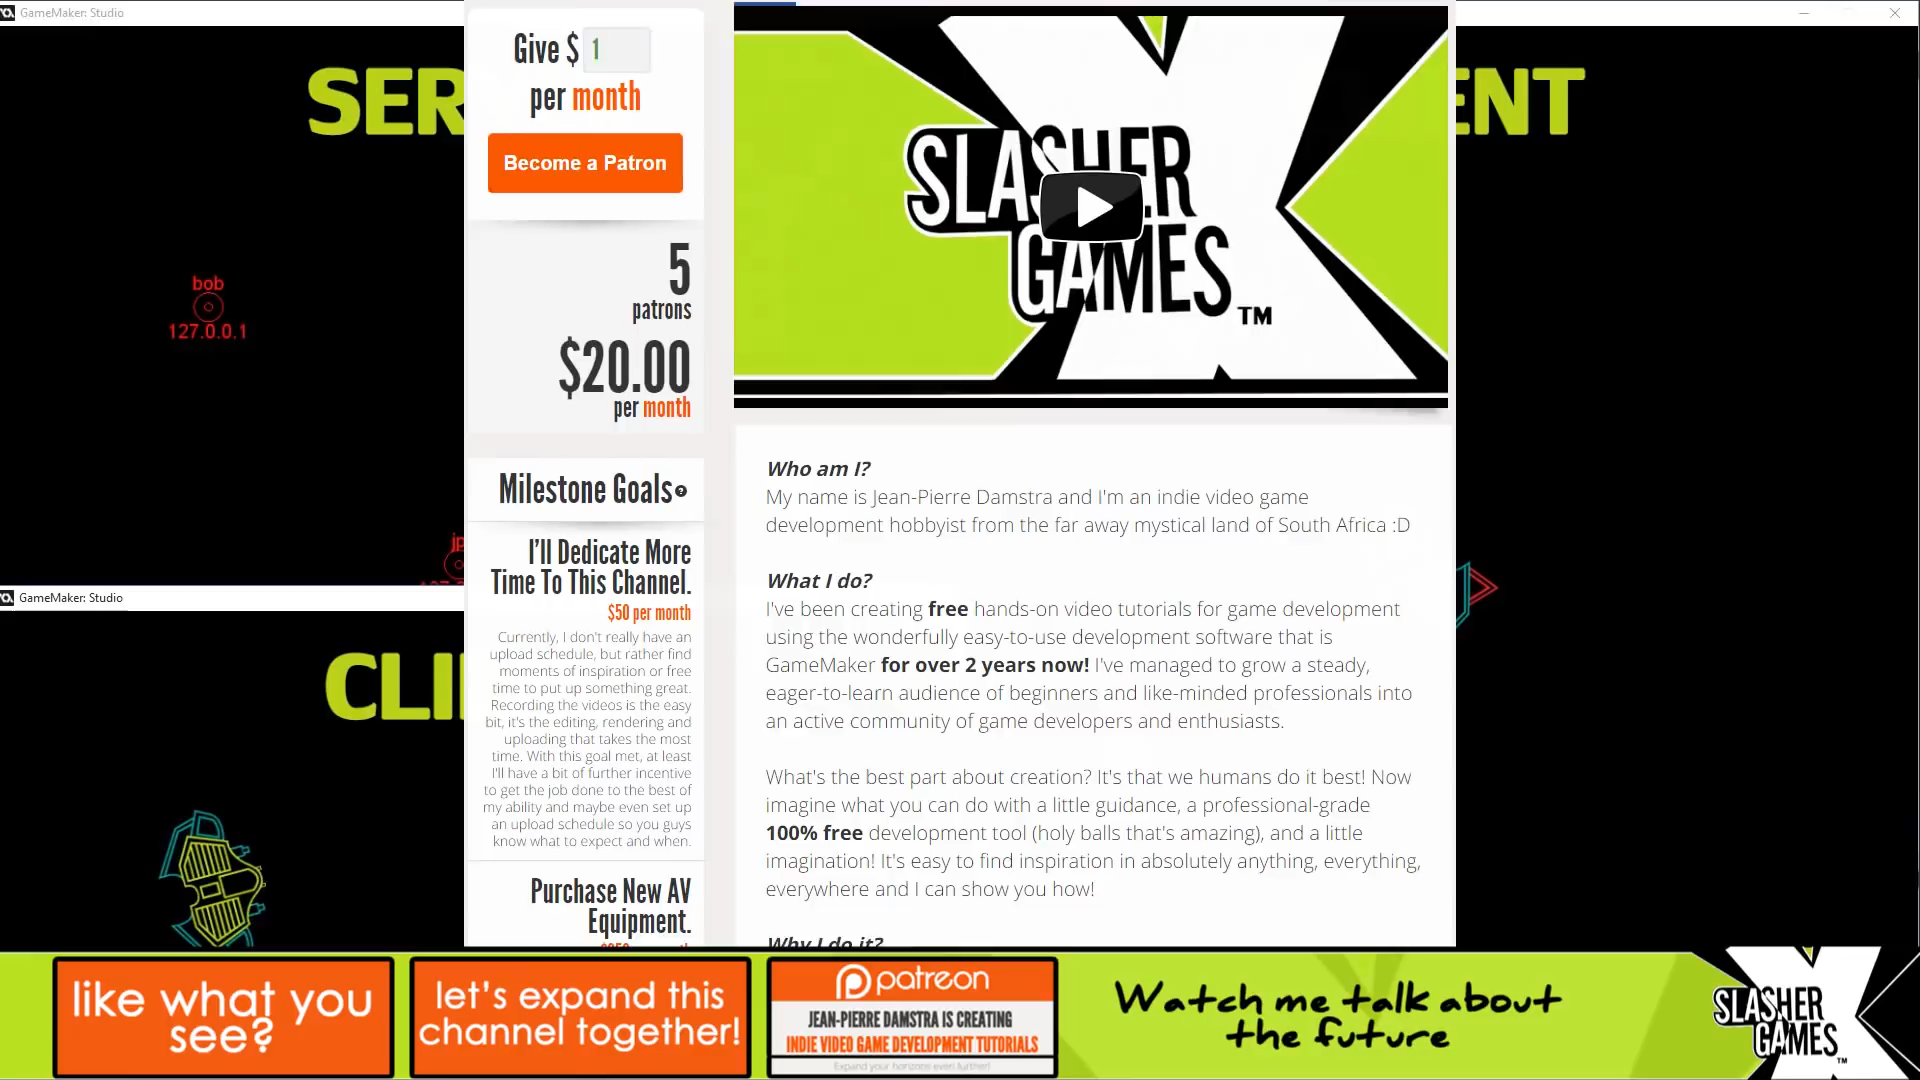 GameMaker: Studio
SER
bob
127.0.0.1
jp
GameMaker: Studio
CLI
ENT
Give $ 1
per month
Become a Patron
5
patrons
$20.00
per month
Milestone Goals
I'll Dedicate More
Time To This Channel.
$50 per month
Currently, I don't really have an
upload schedule, but rather find
moments of inspiration or free
time to put up something great.
Recording the videos is the easy
bit, it's the editing, rendering and
uploading that takes the most
time. With this goal met, at least
I'll have a bit of further incentive
to get the job done to the best of
my ability and maybe even set up
an upload schedule so you guys
know what to expect and when.
Purchase New AV
Equipment.
SLASHER
GAMES
TM
Who am I?
My name is Jean-Pierre Damstra and I'm an indie video game
development hobbyist from the far away mystical land of South Africa :D
What I do?
I've been creating free hands-on video tutorials for game development
using the wonderfully easy-to-use development software that is
GameMaker for over 2 years now! I've managed to grow a steady,
eager-to-learn audience of beginners and like-minded professionals into
an active community of game developers and enthusiasts.
What's the best part about creation? It's that we humans do it best! Now
imagine what you can do with a little guidance, a professional-grade
100% free development tool (holy balls that's amazing), and a little
imagination! It's easy to find inspiration in absolutely anything, everything,
everywhere and I can show you how!
Why I do it?
like what you
see?
let's expand this
channel together!
patreon
JEAN-PIERRE DAMSTRA IS CREATING
INDIE VIDEO GAME DEVELOPMENT TUTORIALS
Expand your horizons even further!
Watch me talk about
the future
SLASHER
GAMES
TM